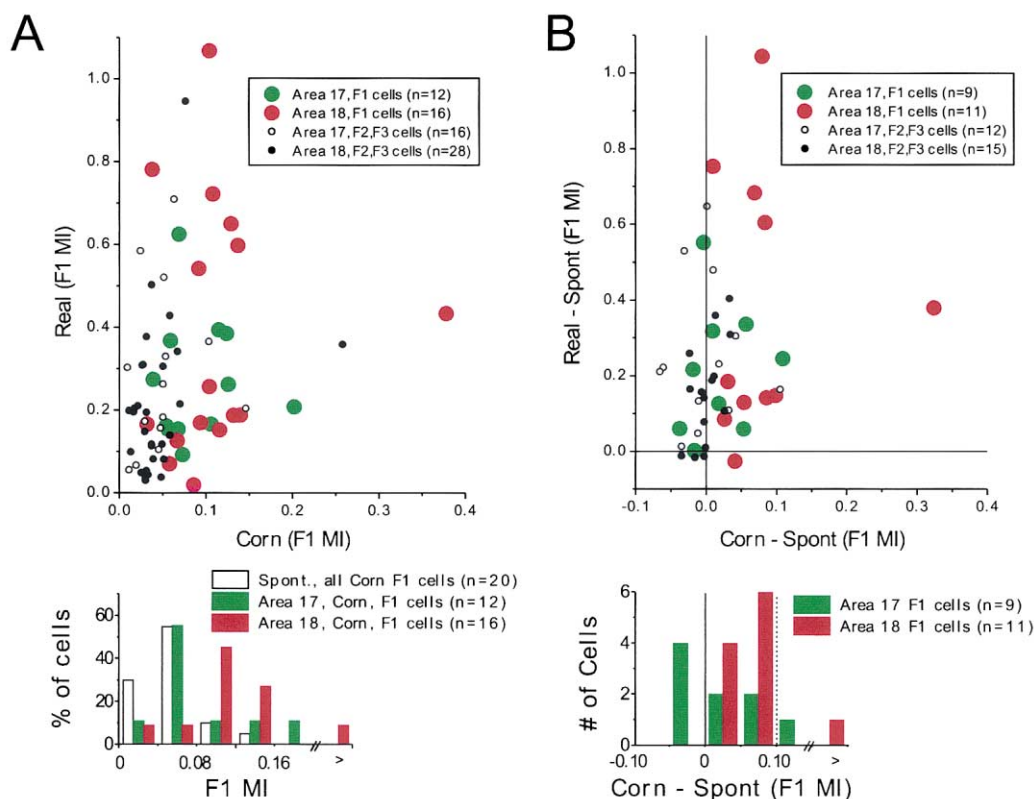 A
Real (F1 MI)
1.0
0.8
0.6
0.4
0.2
0.0
Area 17, F1 cells (n=12)
Area 18, F1 cells (n=16)
Area 17, F2,F3 cells (n=16)
Area 18, F2,F3 cells (n=28)
0.0 0.1 0.2 0.3 0.4
Corn (F1 MI)
B
Real - Spont (F1 MI)
1.0
0.8
0.6
0.4
0.2
0.0
Area 17, F1 cells (n=9)
Area 18, F1 cells (n=11)
Area 17, F2,F3 cells (n=12)
Area 18, F2,F3 cells (n=15)
-0.1 0.0 0.1 0.2 0.3 0.4
Corn - Spont (F1 MI)
Spont., all Corn F1 cells (n=20)
Area 17, Corn, F1 cells (n=12)
Area 18, Corn, F1 cells (n=16)
% of cells
60
40
20
0
0 0.08 0.16 // >
F1 MI
Area 17 F1 cells (n=9)
Area 18 F1 cells (n=11)
# of Cells
6
4
2
0
-0.10 0 0.10 // >
Corn - Spont (F1 MI)